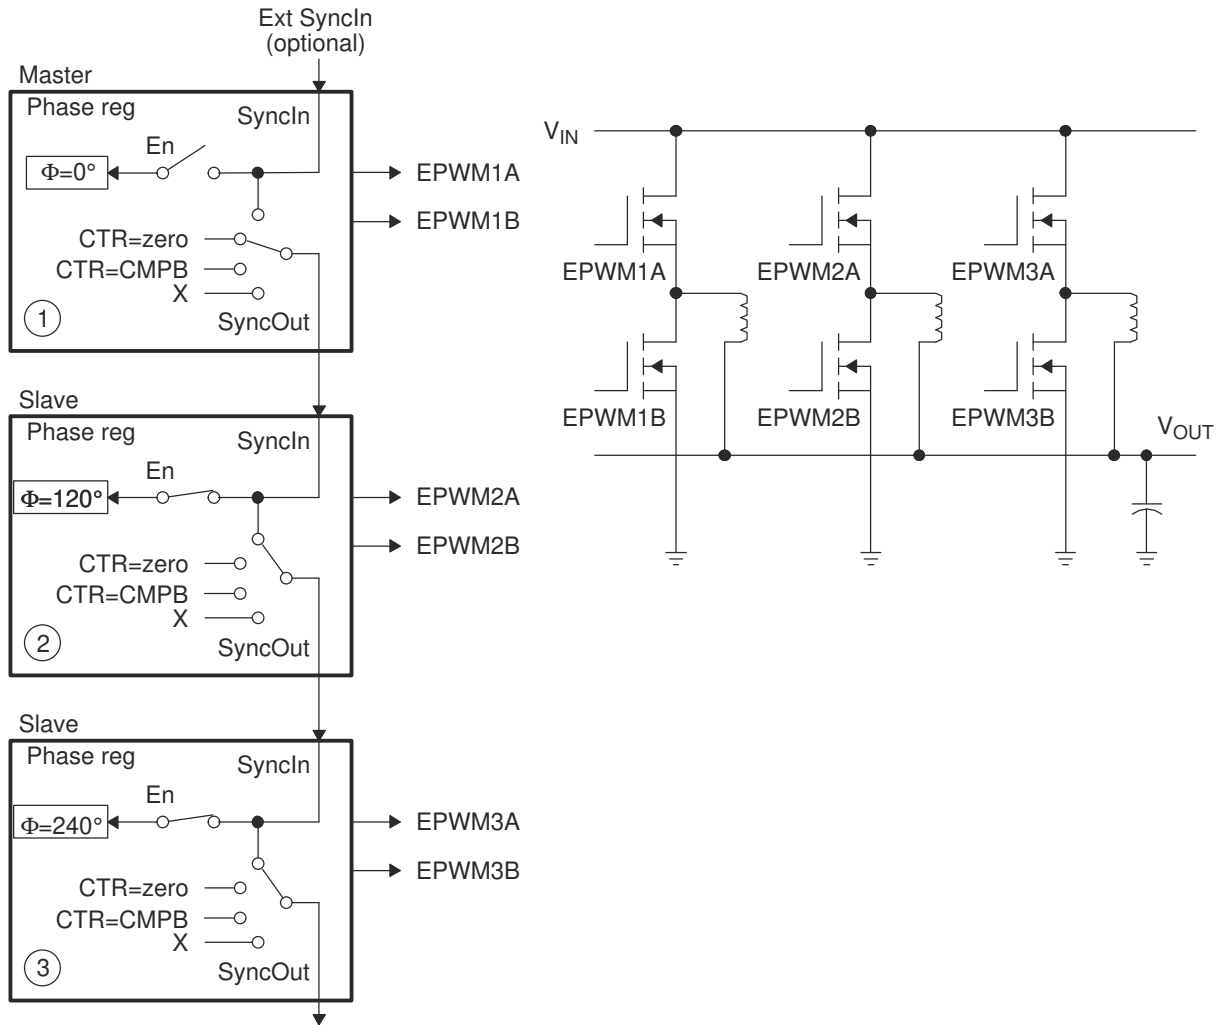 Ext SyncIn
(optional)
Master
Phase reg
SyncIn
En
Φ=0°
EPWM1A
EPWM1B
CTR=zero
CTR=CMPB
X
1
SyncOut
Slave
Phase reg
SyncIn
En
Φ=120°
EPWM2A
EPWM2B
CTR=zero
CTR=CMPB
X
2
SyncOut
Slave
Phase reg
SyncIn
En
Φ=240°
EPWM3A
EPWM3B
CTR=zero
CTR=CMPB
X
3
SyncOut
VIN
EPWM1A
EPWM2A
EPWM3A
EPWM1B
EPWM2B
EPWM3B
VOUT